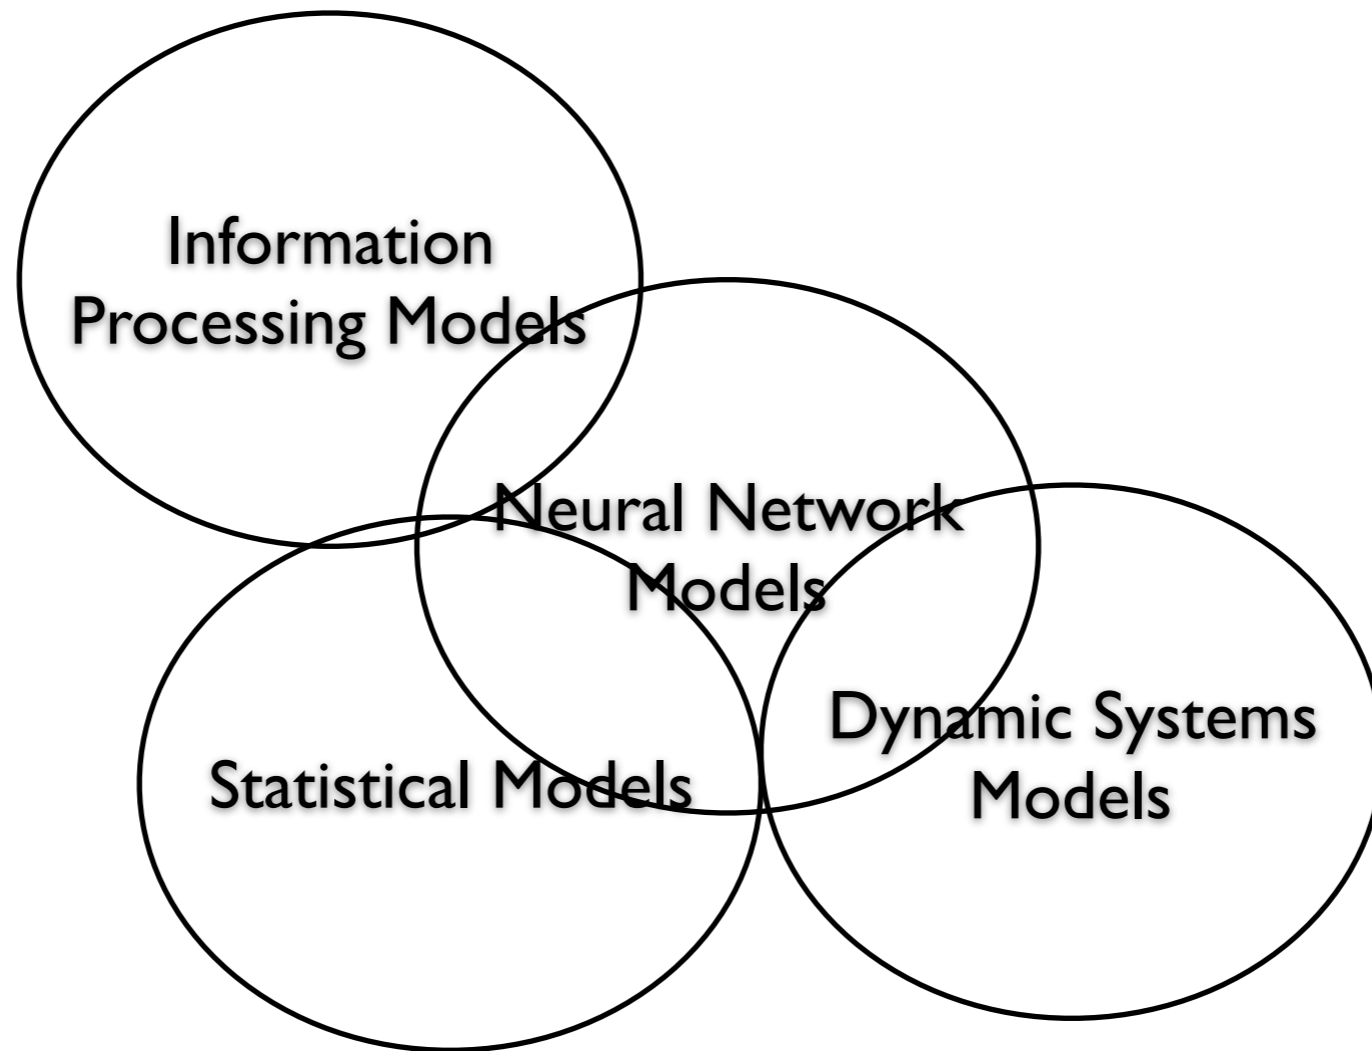 Information
Processing Models
Neural Network
Models
Dynamic Systems
Models
Statistical Models